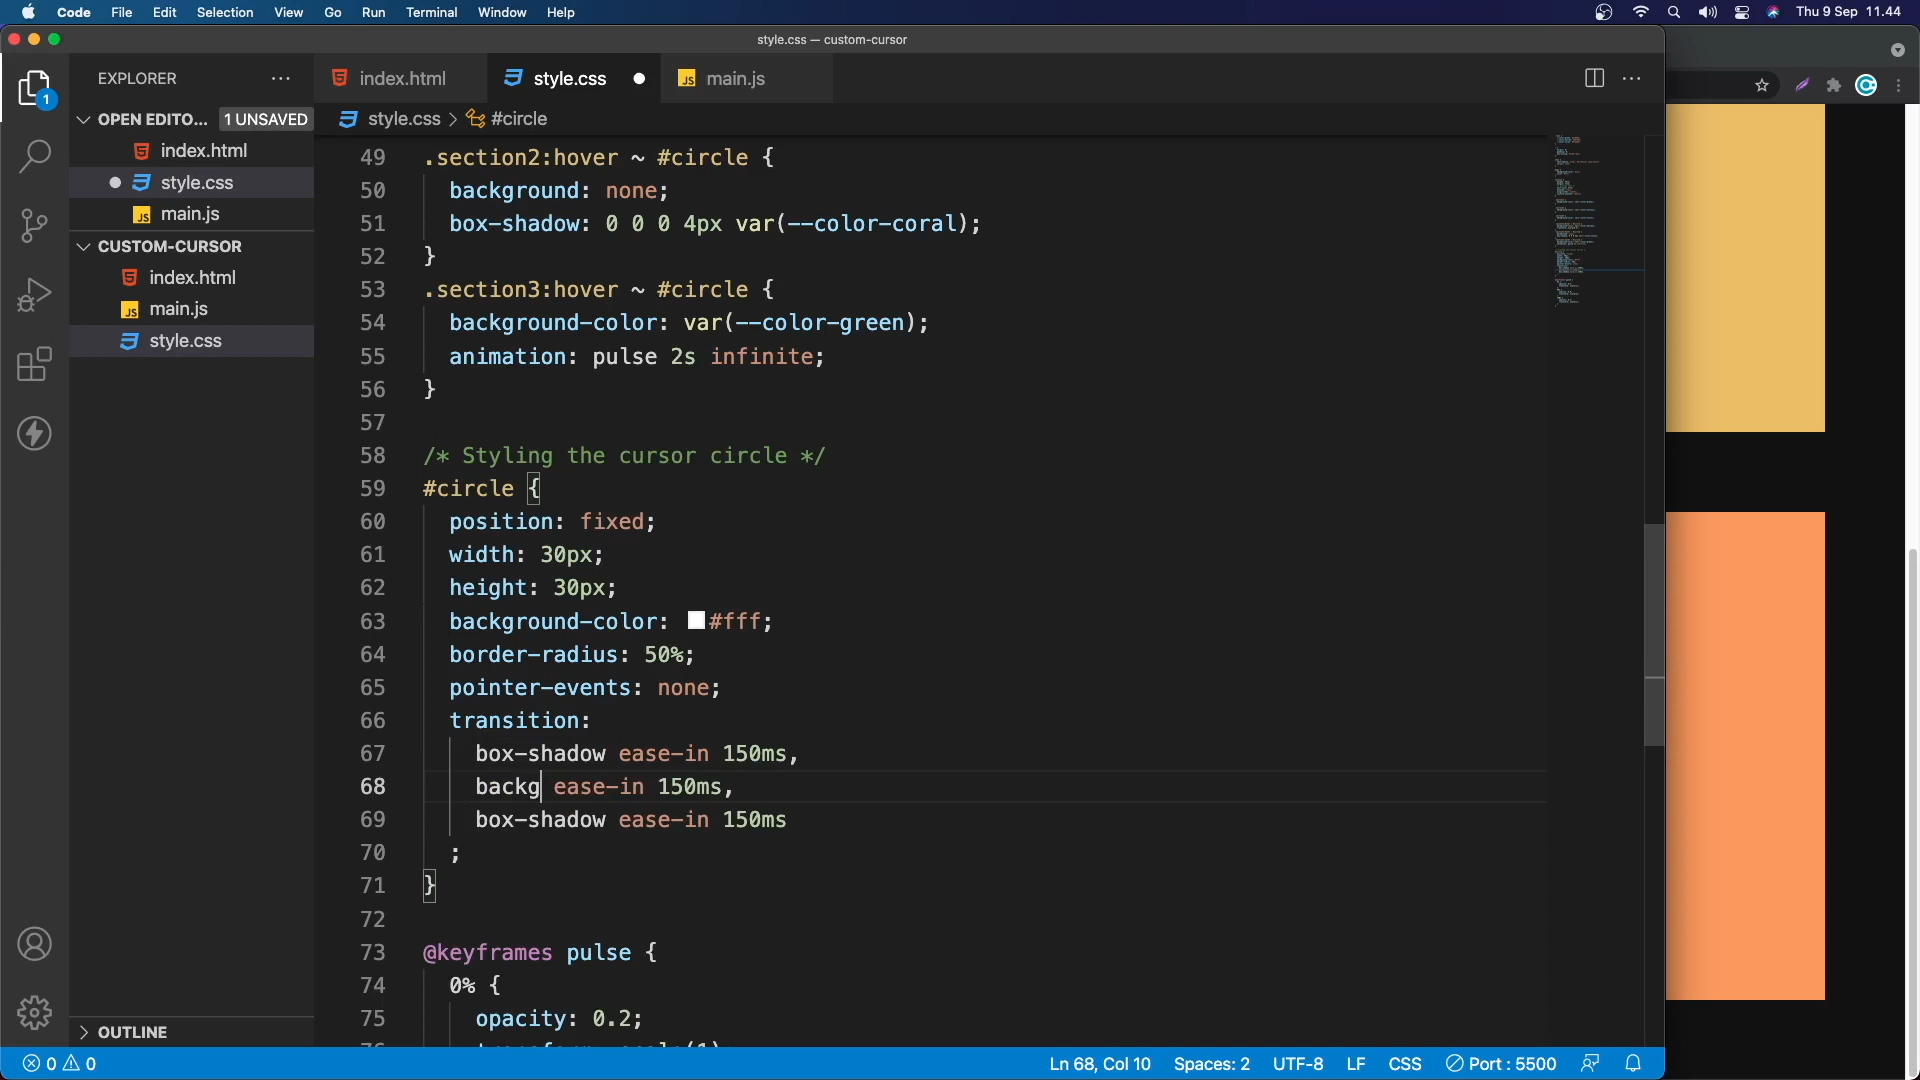 Code File Edit Selection View Go Run Terminal Window Help Thu 9 Sep 11.44
style.css — custom-cursor
EXPLORER
index.html style.css main.js
OPEN EDITO... 1 UNSAVED
style.css > #circle
index.html
style.css
main.js
CUSTOM-CURSOR
index.html
main.js
style.css
OUTLINE
1
49 .section2:hover ~ #circle {
50 background: none;
51 box-shadow: 0 0 0 4px var(--color-coral);
52 }
53 .section3:hover ~ #circle {
54 background-color: var(--color-green);
55 animation: pulse 2s infinite;
56 }
57
58 /* Styling the cursor circle */
59 #circle {
60 position: fixed;
61 width: 30px;
62 height: 30px;
63 background-color: #fff;
64 border-radius: 50%;
65 pointer-events: none;
66 transition:
67 box-shadow ease-in 150ms,
68 backg ease-in 150ms,
69 box-shadow ease-in 150ms
70 ;
71 }
72
73 @keyframes pulse {
74 0% {
75 opacity: 0.2;
0 0 Ln 68, Col 10 Spaces: 2 UTF-8 LF CSS Port : 5500